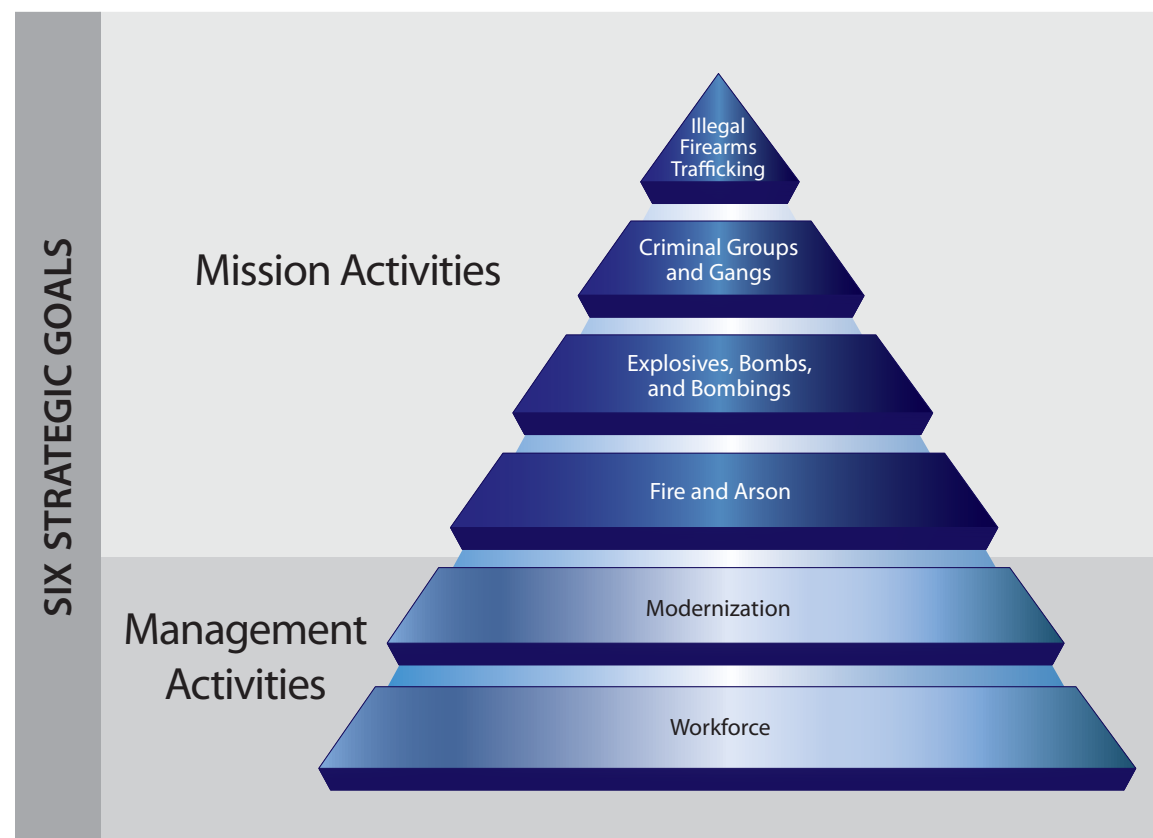 SIX STRATEGIC GOALS
Mission Activities
Illegal
Firearms
Trafficking
Criminal Groups
and Gangs
Explosives, Bombs,
and Bombings
Fire and Arson
Management
Activities
Modernization
Workforce